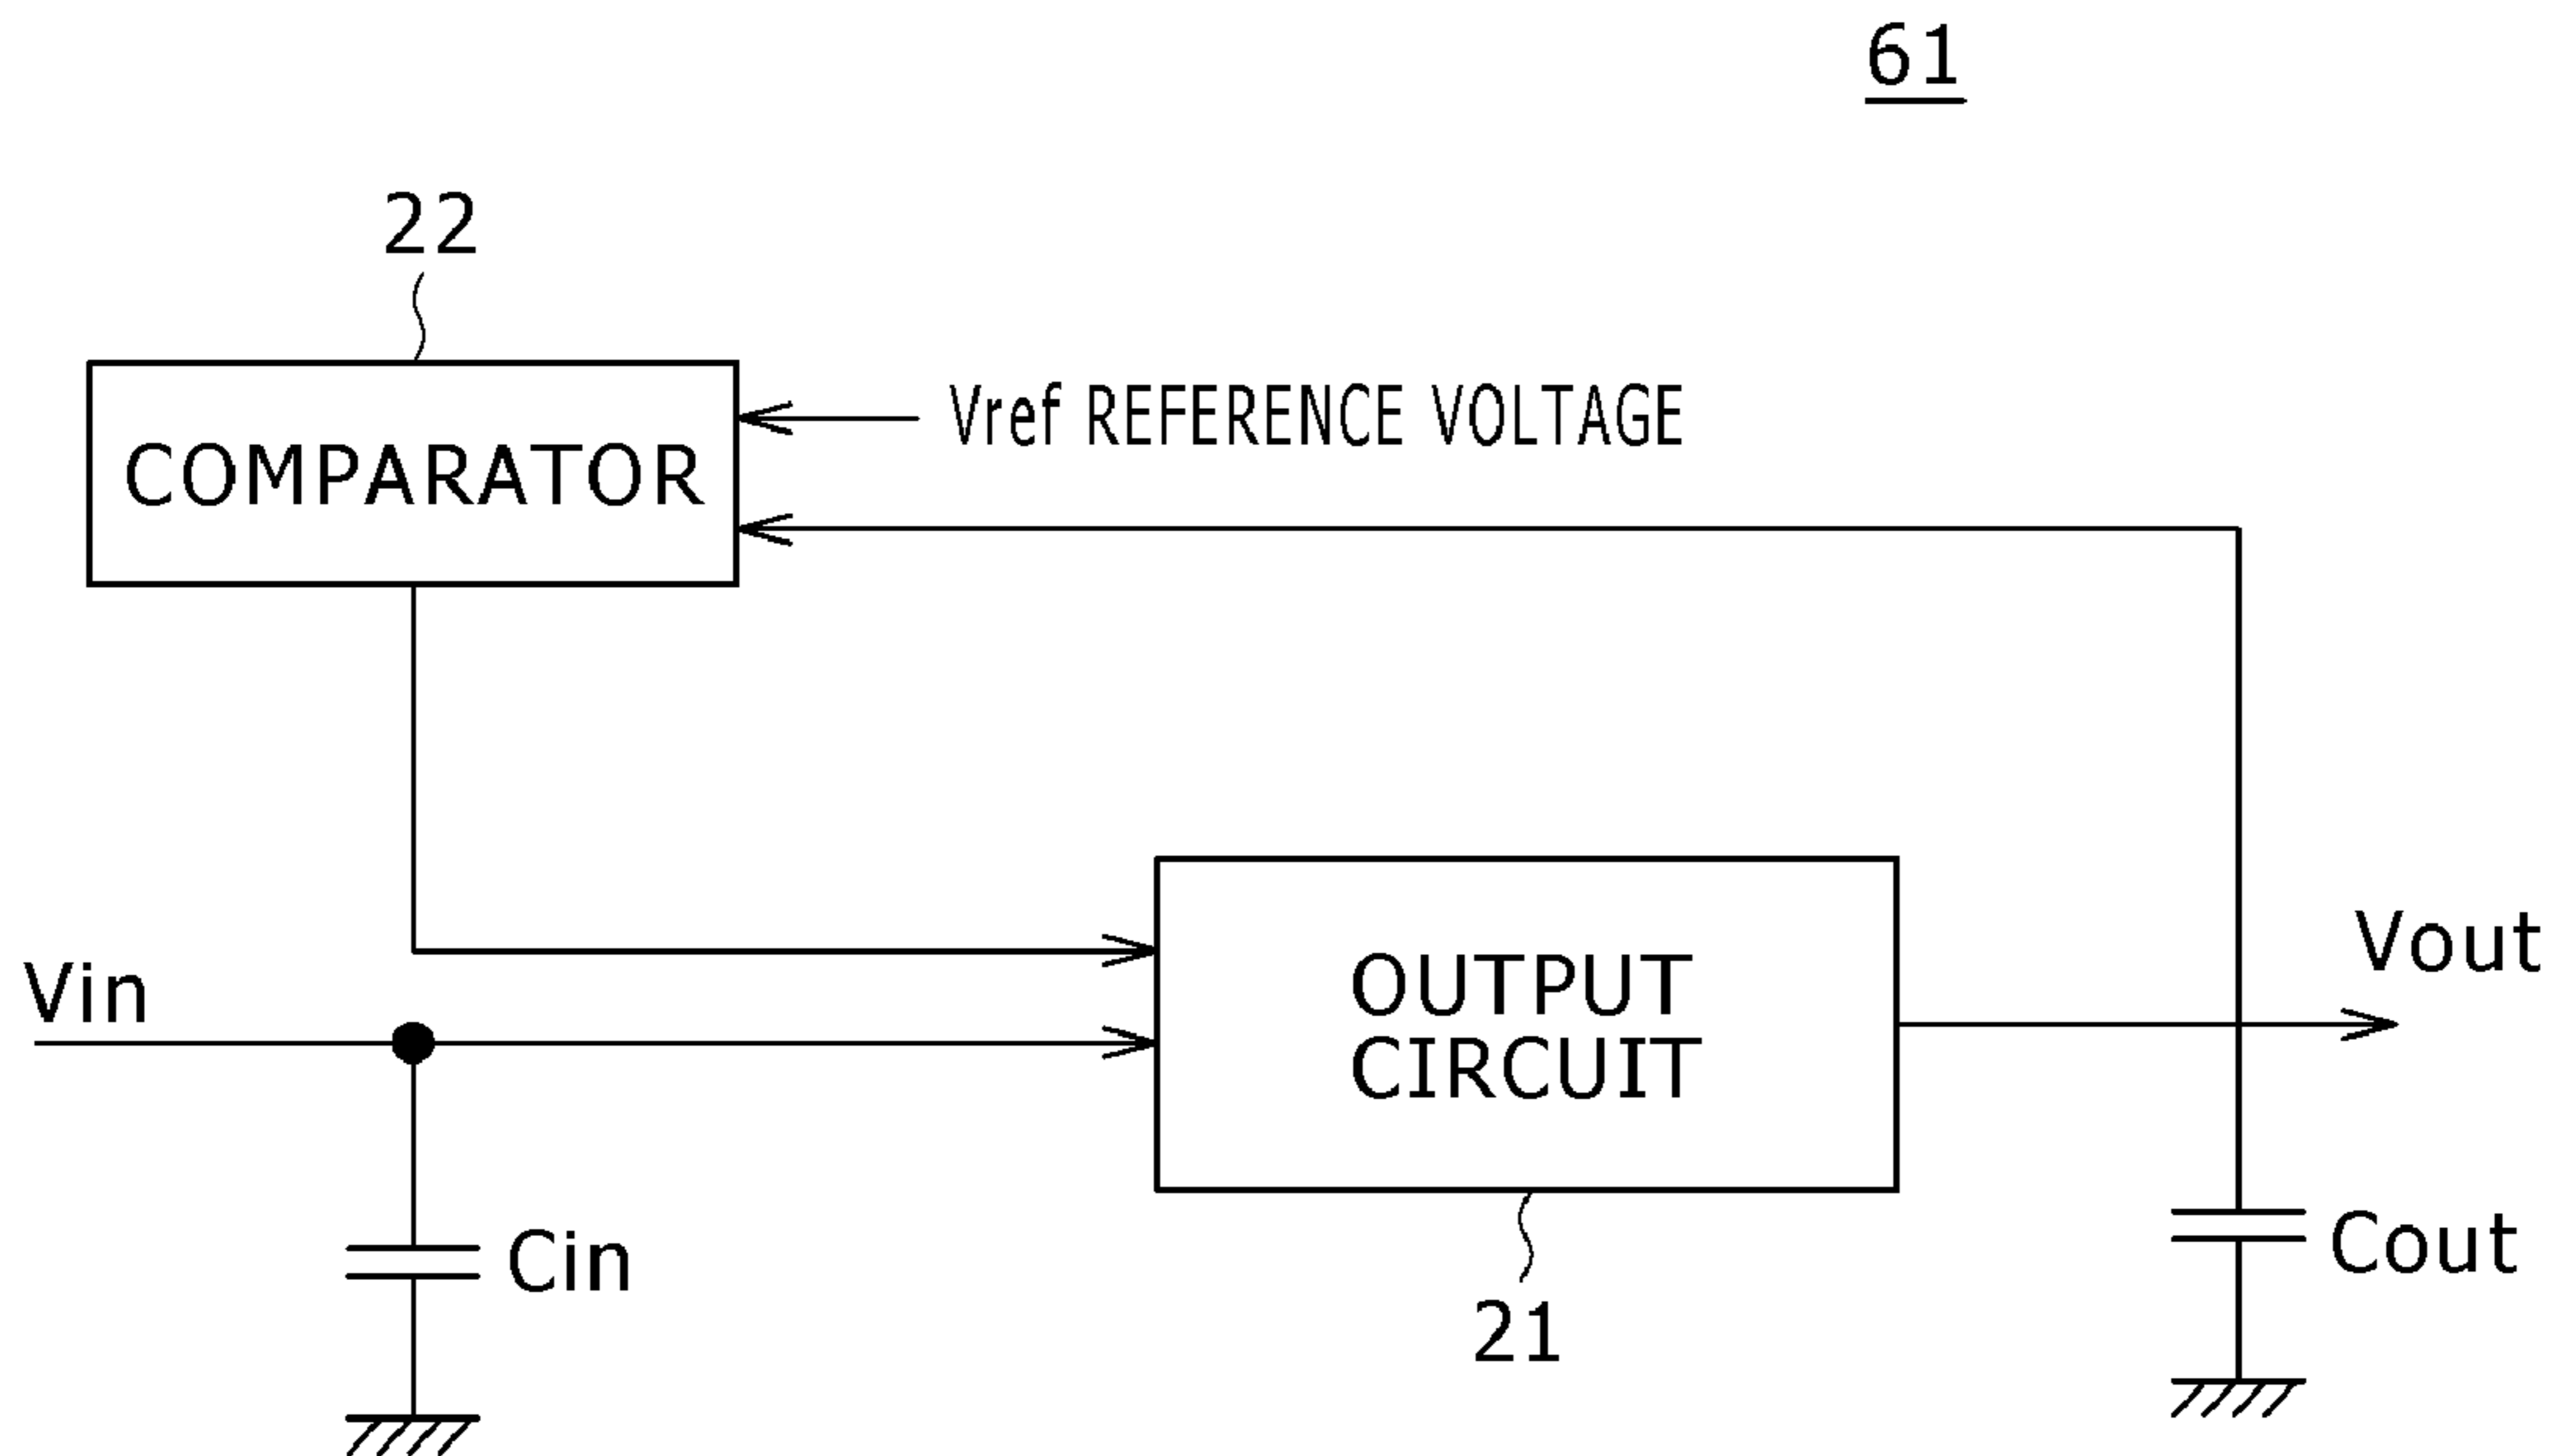 61
22
Vref REFERENCE VOLTAGE
COMPARATOR
Vin
Vout
OUTPUT
CIRCUIT
Cin
Cout
21